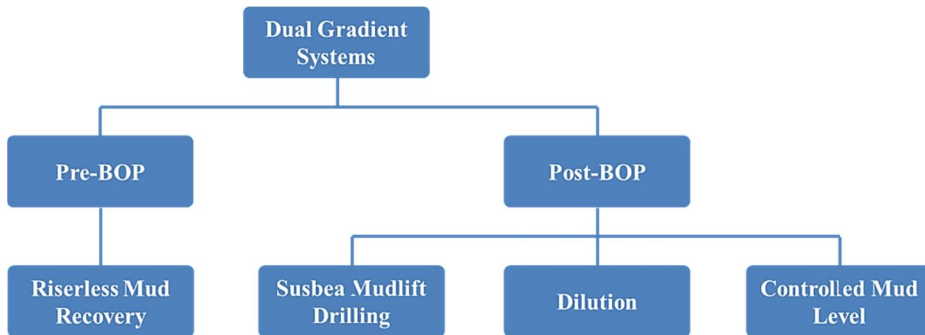 Dual Gradient
Systems
Pre-BOP
Post-BOP
Riserless Mud
Recovery
Susbea Mudlift
Drilling
Dilution
Controlled Mud
Level